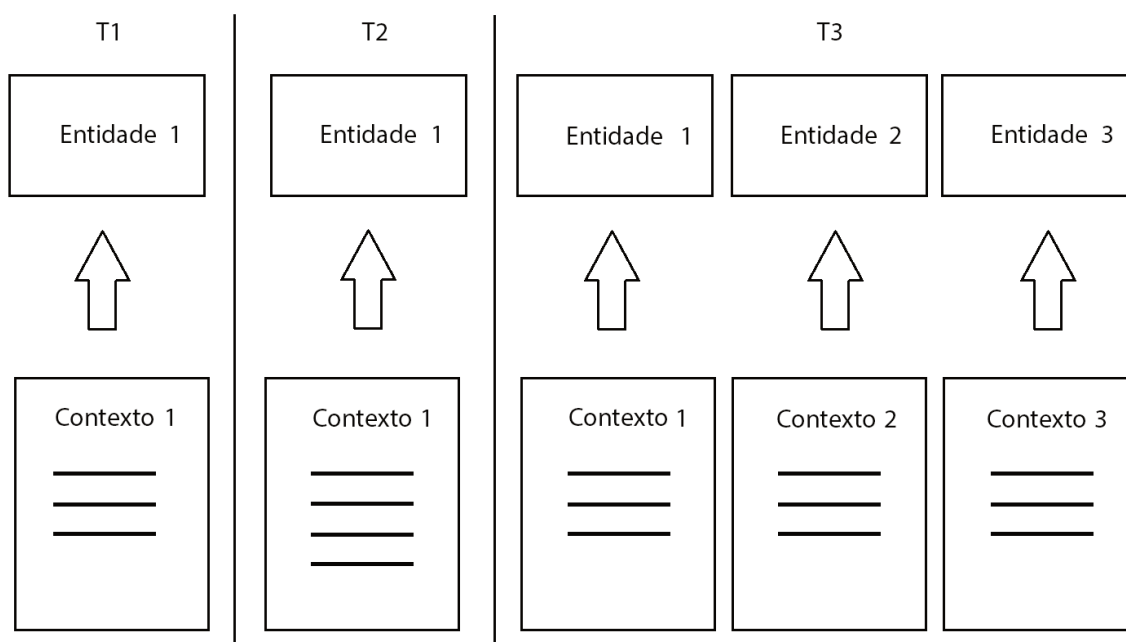 T1
T2
T3
Entidade 1
Entidade 1
Entidade 1
Entidade 2
Entidade 3
Contexto 1
Contexto 1
Contexto 1
Contexto 2
Contexto 3